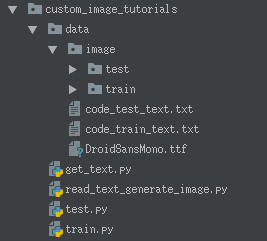 custom_image_tutorials
data
image
test
train
code_test_text.txt
code_train_text.txt
DroidSansMono.ttf
get_text.py
read_text_generate_image.py
test.py
train.py